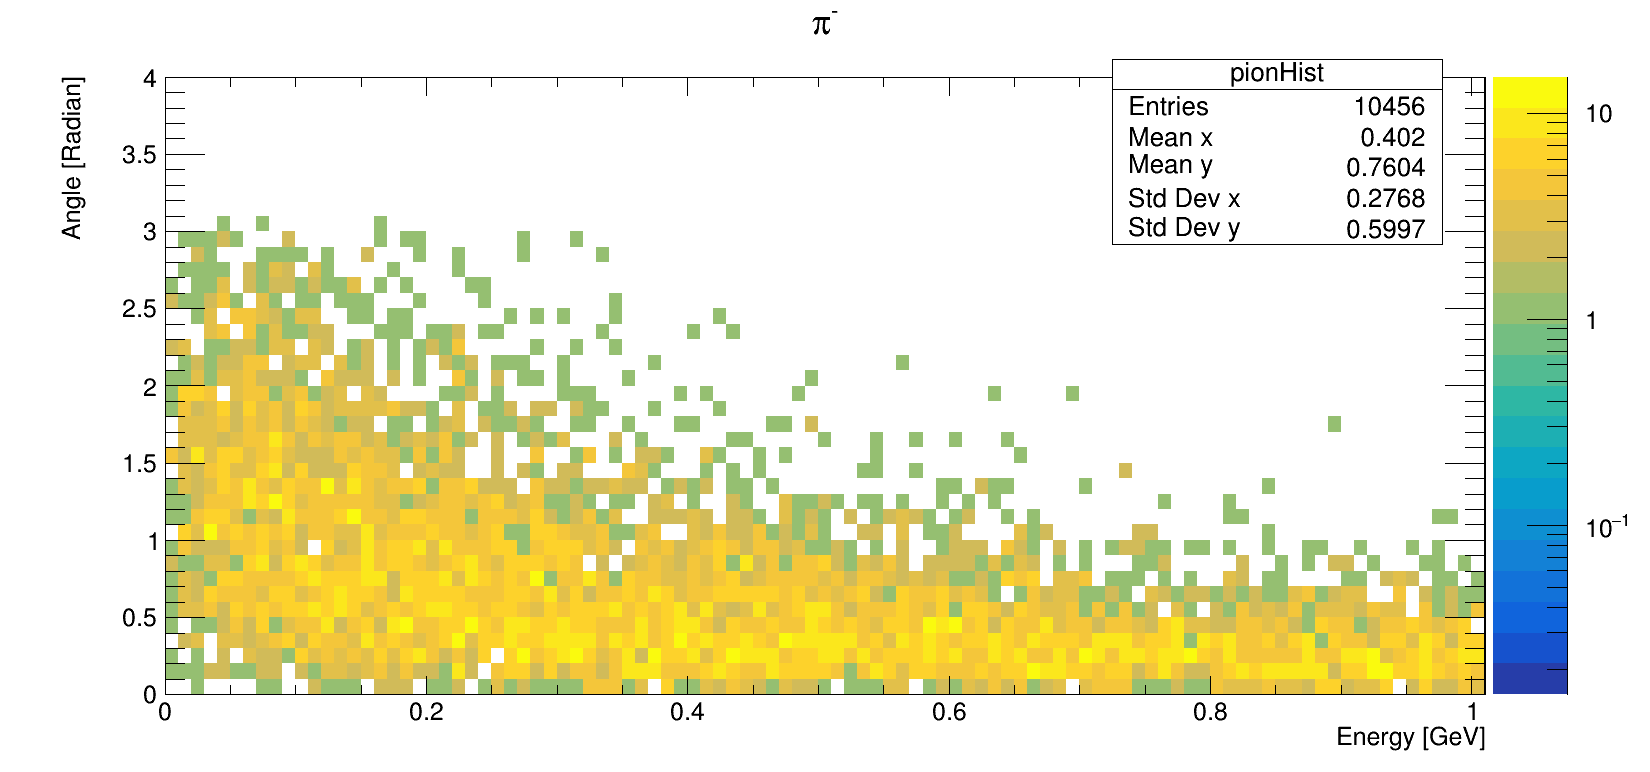 π-
pionHist
Entries 10456
Mean x 0.402
Mean y 0.7604
Std Dev x 0.2768
Std Dev y 0.5997
Angle [Radian]
4
3.5
3
2.5
2
1.5
1
0.5
0
0 0.2 0.4 0.6 0.8 1
Energy [GeV]
10
1
10−1